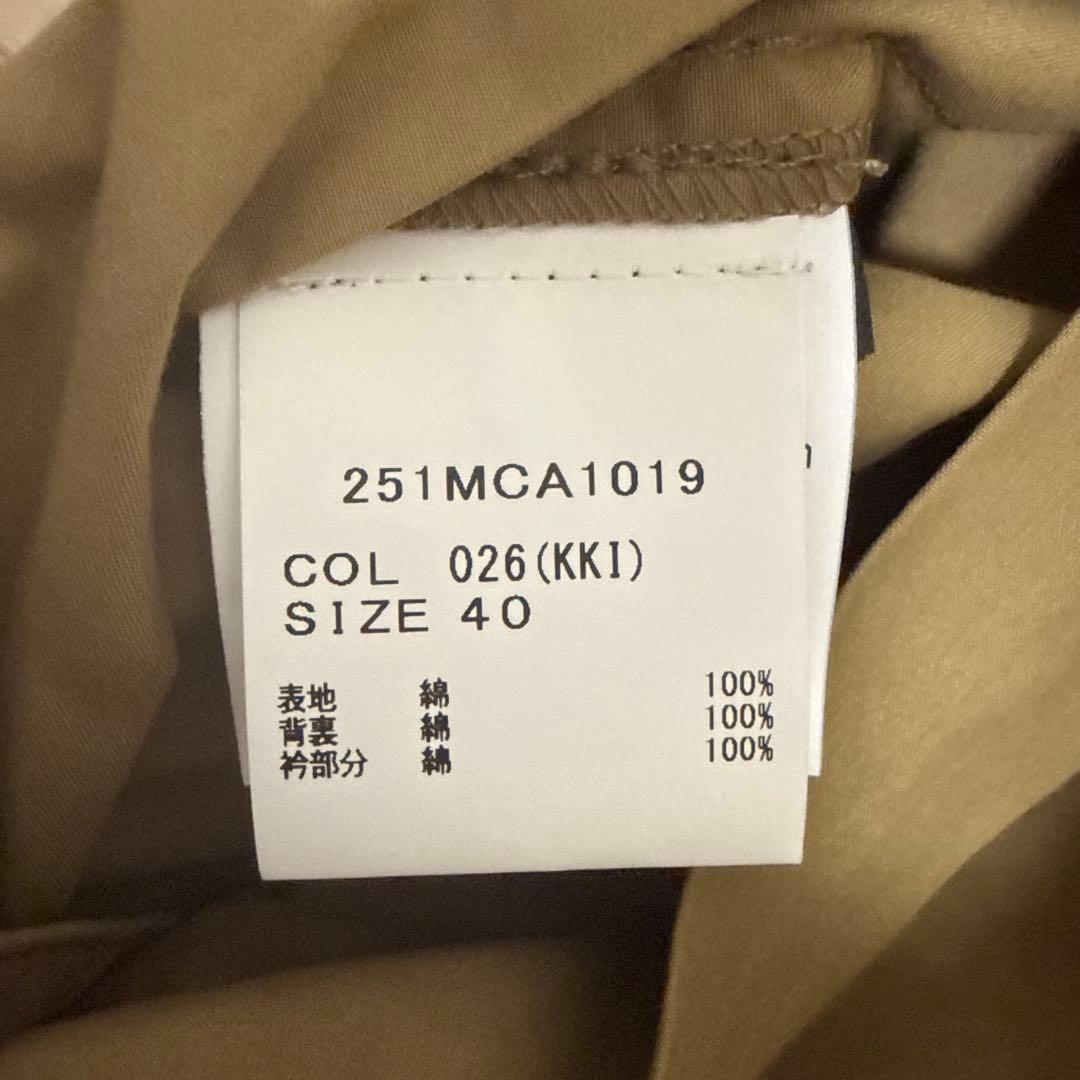 251MCA1019
COL 026(KKI)
SIZE 40
表地 綿 100%
背裏 綿 100%
衿部分 綿 100%